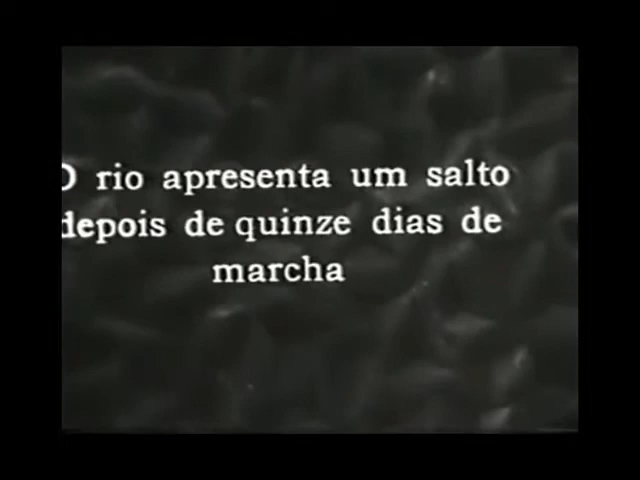 O rio apresenta um salto
depois de quinze dias de
marcha